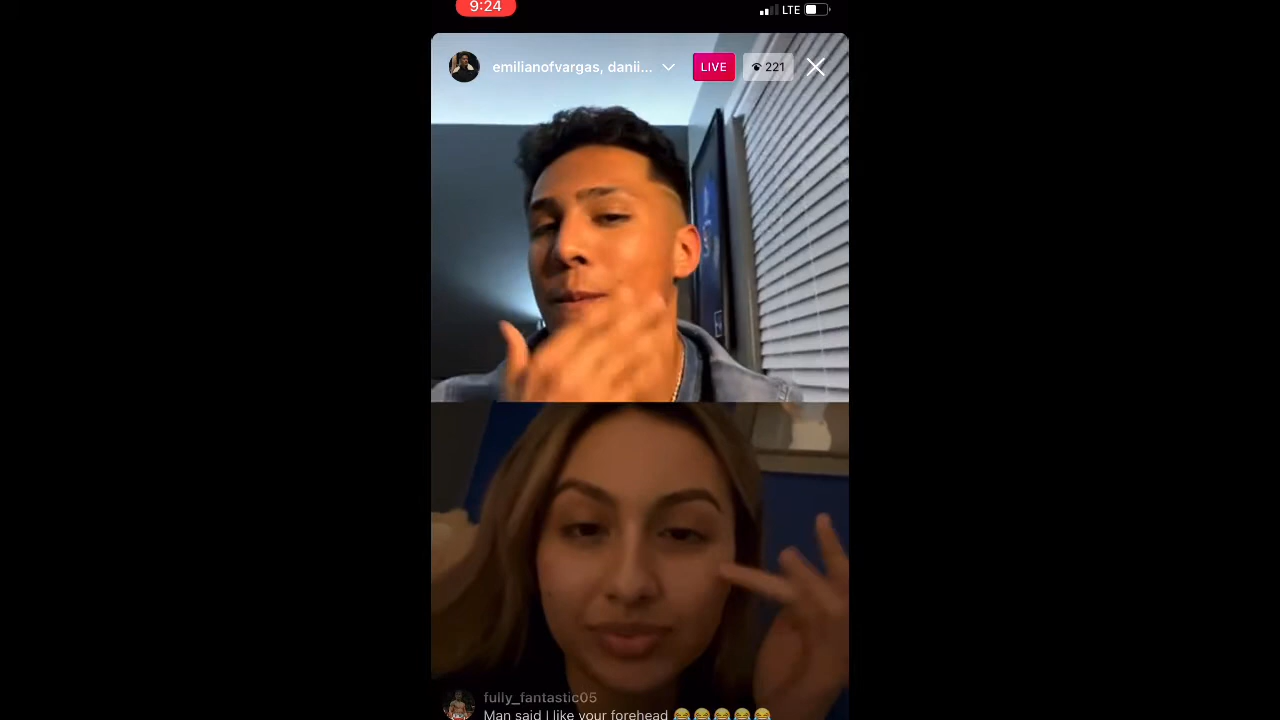 9:24
LTE
emilianofvargas, danii...
LIVE
221
fully_fantastic05
Man said I like your forehead 😂😂😂😂😂